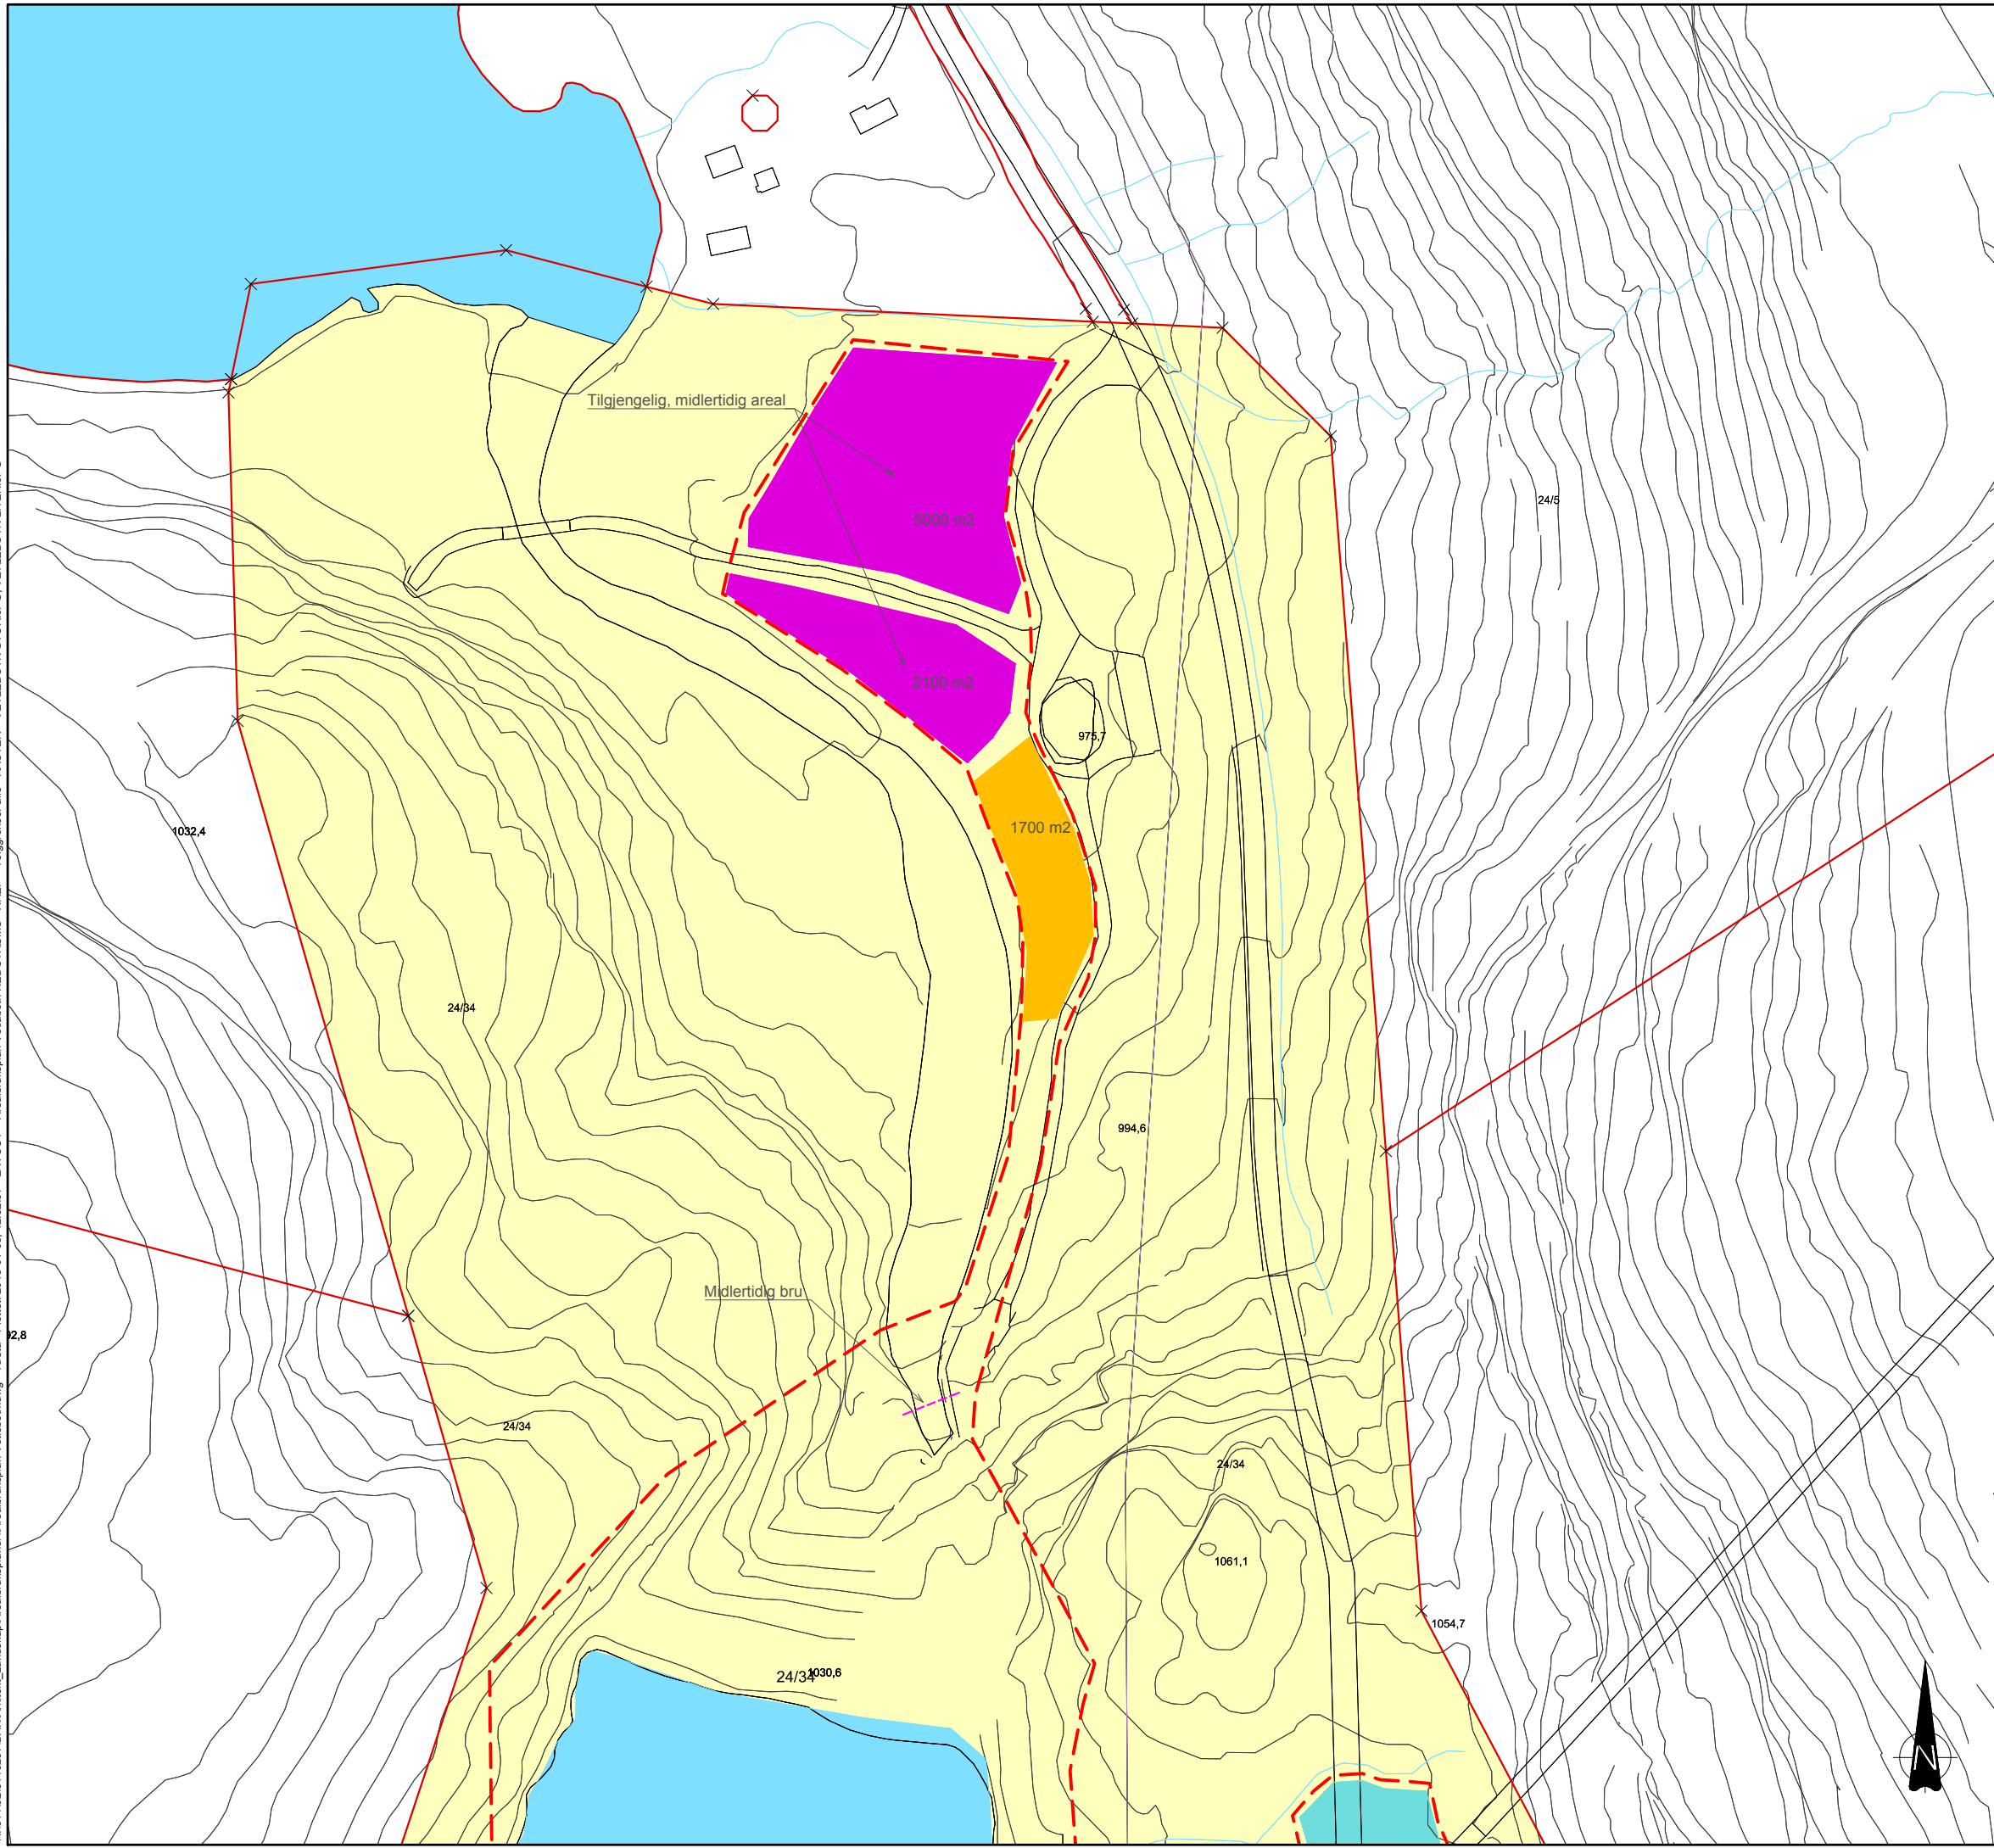 Tilgjengelig, midlertidig areal
24/5
5000 m2
2100 m2
975,7
1700 m2
1032,4
24/34
994,6
Midlertidig bru
92,8
24/34
24/34
1061,1
1054,7
24/34
1030,6
N